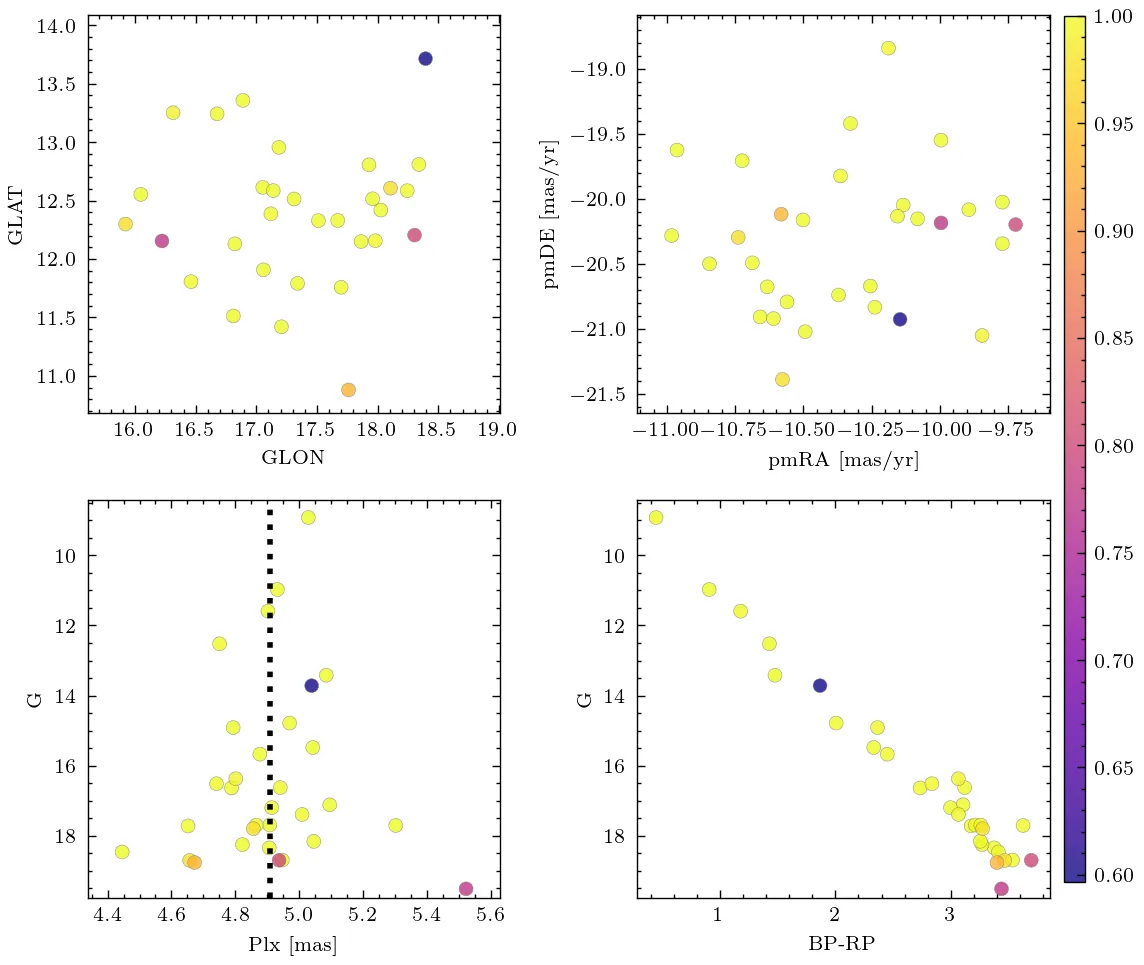 14.0
13.5
13.0
12.5
12.0
11.5
11.0
GLAT
16.0 16.5 17.0 17.5 18.0 18.5 19.0
GLON
−19.0
−19.5
−20.0
−20.5
−21.0
−21.5
pmDE [mas/yr]
−11.00 −10.75 −10.50 −10.25 −10.00 −9.75
pmRA [mas/yr]
1.00
0.95
0.90
0.85
0.80
0.75
0.70
0.65
0.60
10
12
14
16
18
G
4.4 4.6 4.8 5.0 5.2 5.4 5.6
Plx [mas]
10
12
14
16
18
G
1 2 3
BP-RP